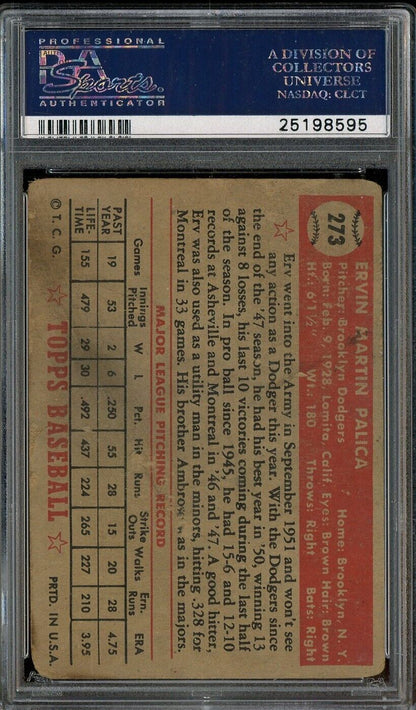 PROFESSIONAL
PSA
Sports.
AUTHENTICATOR
A DIVISION OF
COLLECTORS
UNIVERSE
NASDAQ: CLCT
25198595
273
ERVIN MARTIN PALICA
Pitcher: Brooklyn Dodgers Home: Brooklyn, N. Y.
Born: Feb. 9, 1928, Lomita, Calif. Eyes: Brown Hair: Brown
Ht.: 6'1½" Wt.: 180 Throws: Right Bats: Right
Erv went into the Army in September 1951 and won't see
any action as a Dodger this year. With the Dodgers since
the end of the '47 season, he had his best year in '50, winning 13
against 8 losses, his last 10 victories coming during the last half
of the season. In pro ball since 1945, he had 15-6 and 12-10
records at Asheville and Montreal in '46 and '47. A good hitter,
Erv was also used as a utility man in the minors, hitting .328 for
Montreal in 33 games. His brother Ambrose was in the majors.
MAJOR LEAGUE PITCHING RECORD
Games Innings Pitched W L Pct. Hit Runs Strike Outs Walks Ern. Runs ERA
PAST YEAR 19 53 2 6 .250 55 28 15 20 28 4.75
LIFE-TIME 155 479 29 30 .492 437 224 265 227 210 3.95
© T. C. G. TOPPS BASEBALL PRTD. IN U.S.A.